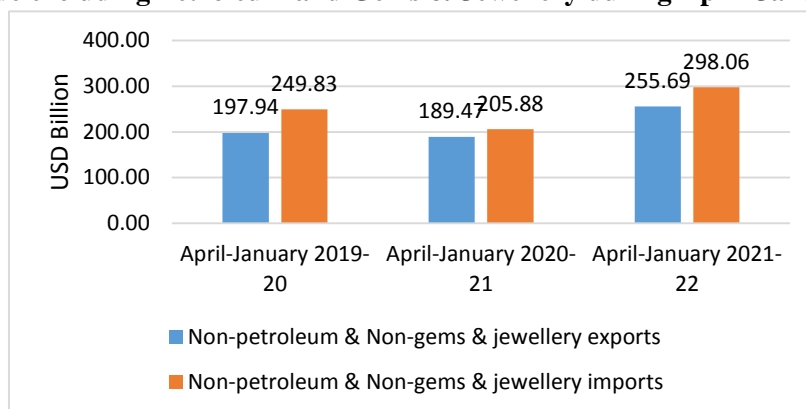 400.00
300.00
200.00
100.00
0.00
USD Billion
197.94
249.83
189.47
205.88
255.69
298.06
April-January 2019-
20
April-January 2020-
21
April-January 2021-
22
Non-petroleum & Non-gems & jewellery exports
Non-petroleum & Non-gems & jewellery imports